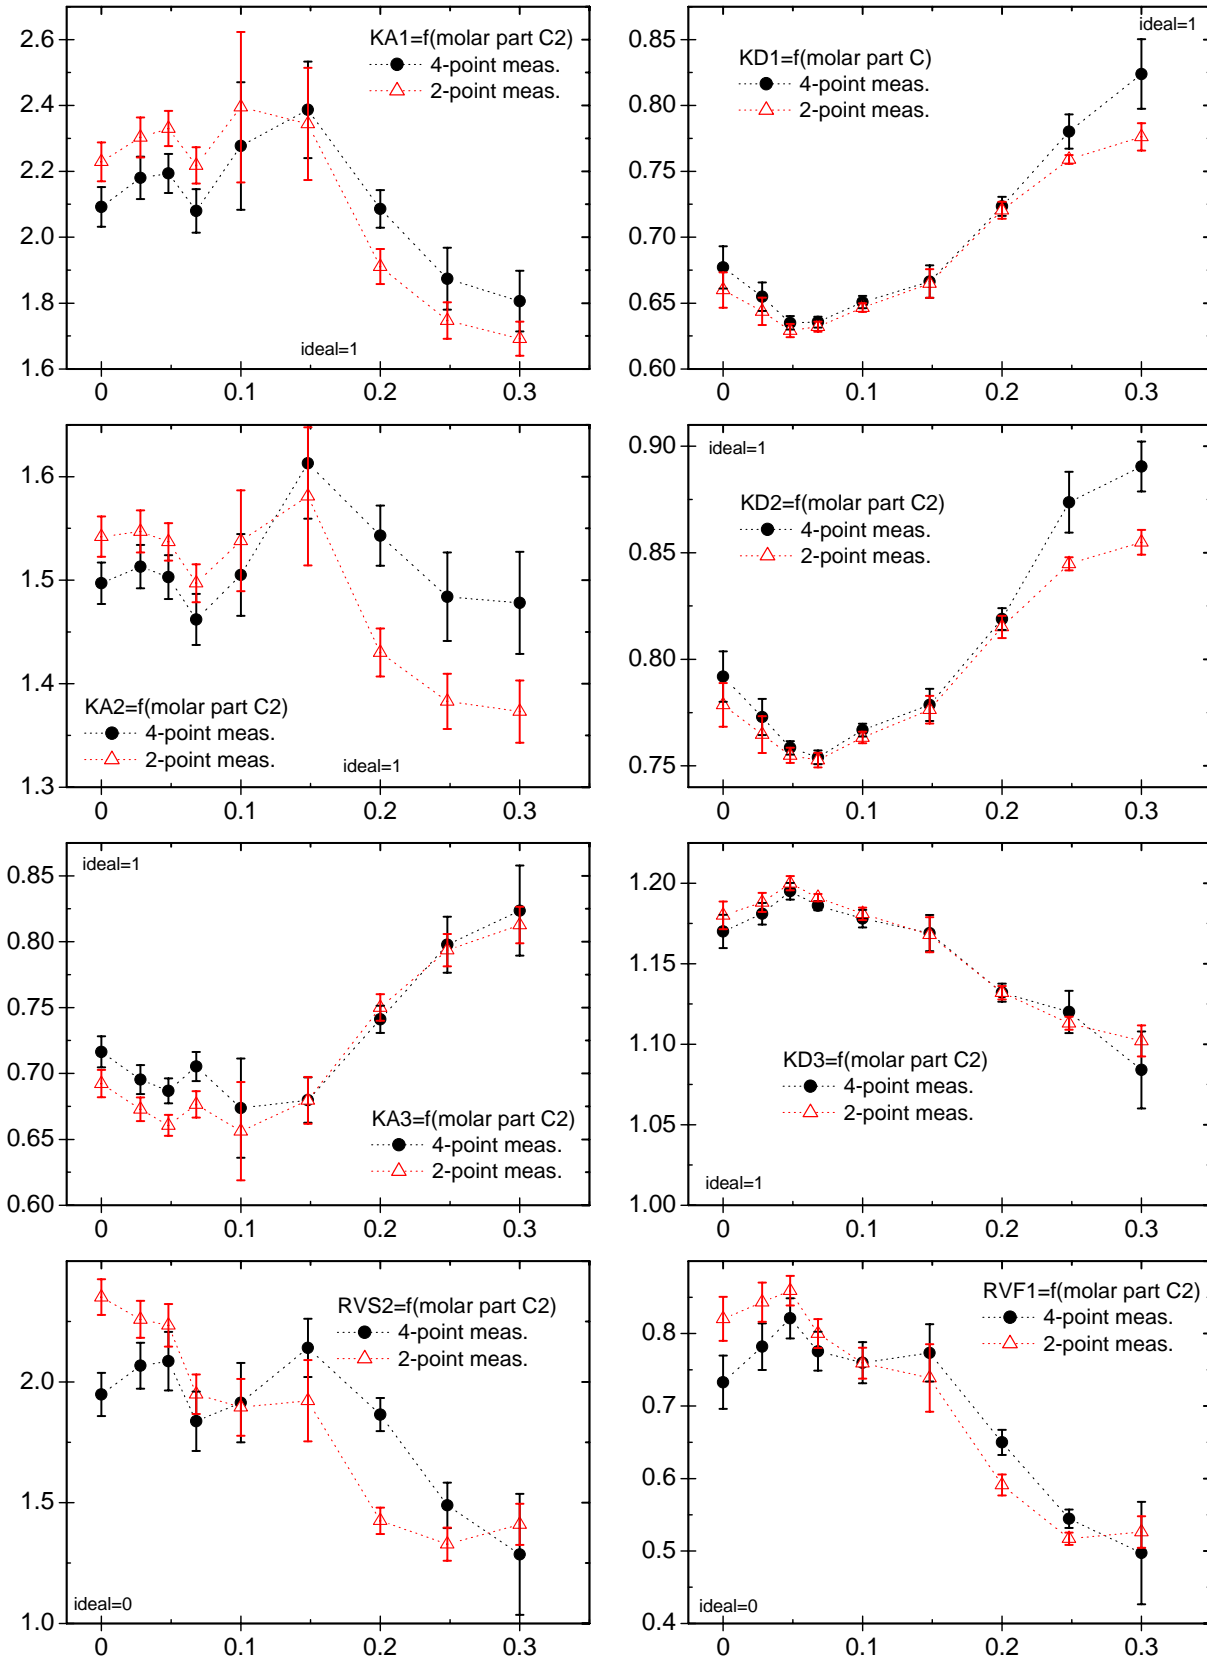 KA1=f(molar part C2)
4-point meas.
2-point meas.
ideal=1
2.6
2.4
2.2
2.0
1.8
1.6
0 0.1 0.2 0.3
ideal=1
KD1=f(molar part C)
4-point meas.
2-point meas.
0.85
0.80
0.75
0.70
0.65
0.60
0 0.1 0.2 0.3
1.6
1.5
1.4
1.3
KA2=f(molar part C2)
4-point meas.
2-point meas.
ideal=1
0 0.1 0.2 0.3
ideal=1
KD2=f(molar part C2)
4-point meas.
2-point meas.
0.90
0.85
0.80
0.75
0 0.1 0.2 0.3
ideal=1
0.85
0.80
0.75
0.70
0.65
0.60
KA3=f(molar part C2)
4-point meas.
2-point meas.
0 0.1 0.2 0.3
1.20
1.15
1.10
1.05
1.00
KD3=f(molar part C2)
4-point meas.
2-point meas.
ideal=1
0 0.1 0.2 0.3
RVS2=f(molar part C2)
4-point meas.
2-point meas.
2.0
1.5
1.0
ideal=0
0 0.1 0.2 0.3
RVF1=f(molar part C2)
4-point meas.
2-point meas.
0.8
0.7
0.6
0.5
0.4
ideal=0
0 0.1 0.2 0.3